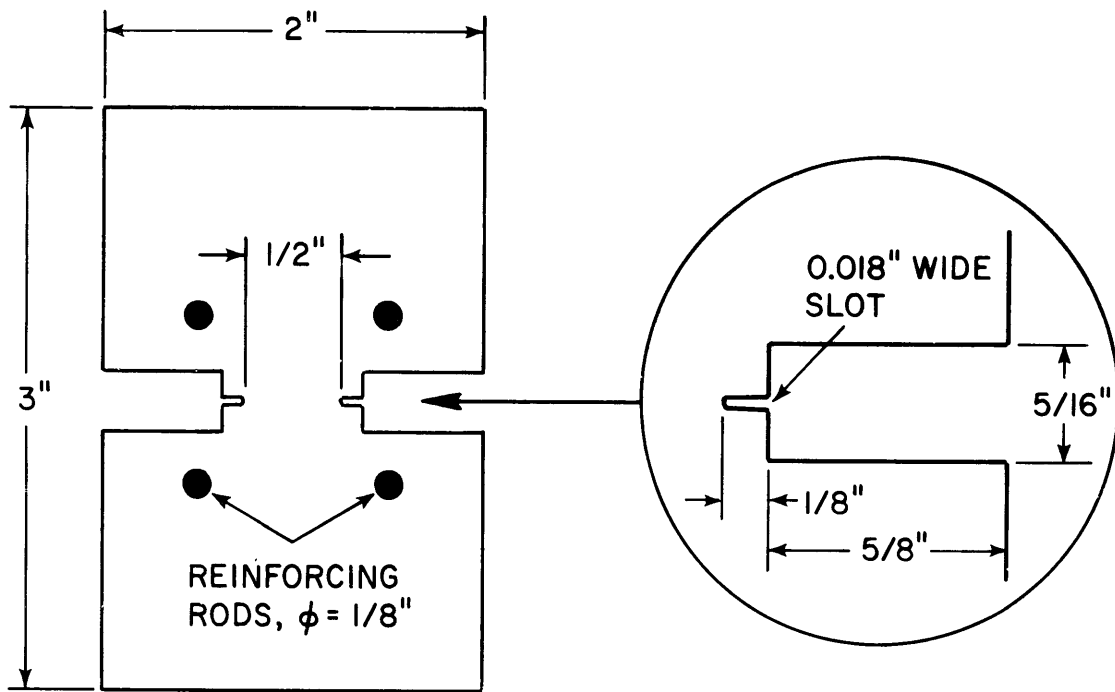 2"
1/2"
3"
REINFORCING
RODS, ϕ = 1/8"
0.018" WIDE
SLOT
5/16"
1/8"
5/8"